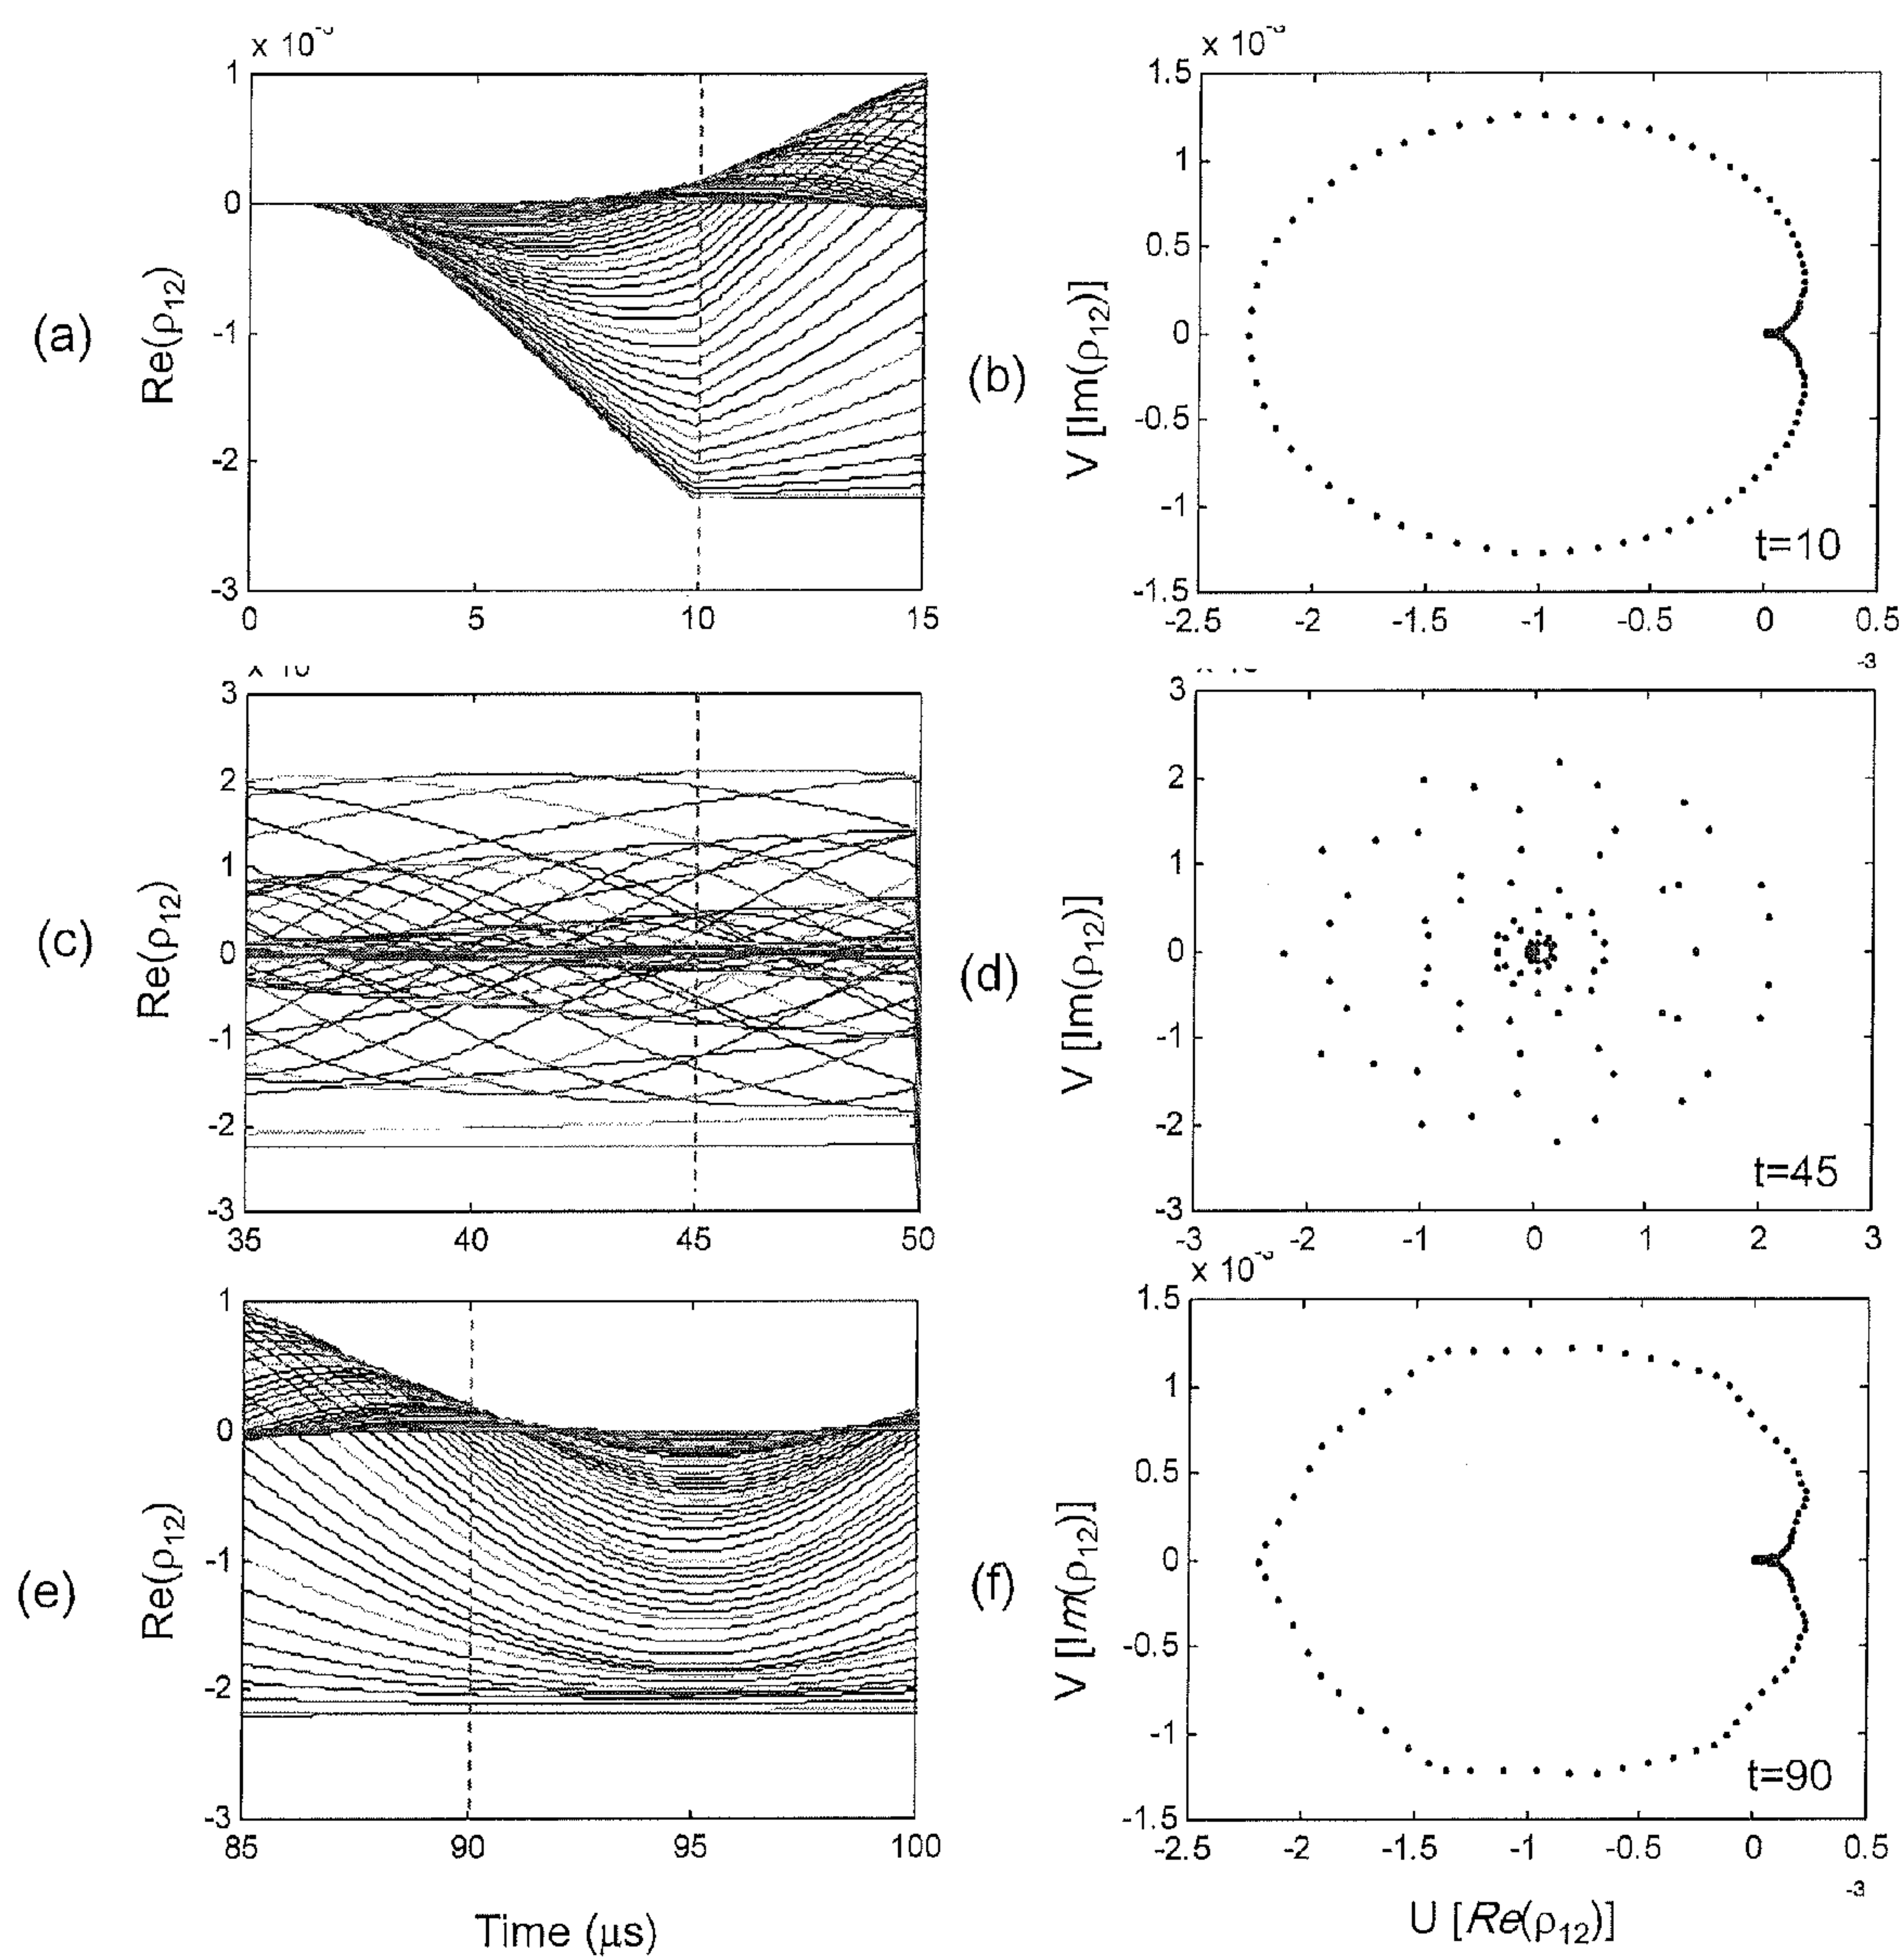 x 10
1
0
-1
-2
-3
0 5 10 15
Re(ρ12)
(a)
x 10
1.5
1
0.5
0
-0.5
-1
-1.5
-2.5 -2 -1.5 -1 -0.5 0 0.5
-3
V [Im(ρ12)]
(b)
t=10
3
2
1
0
-1
-2
-3
35 40 45 50
Re(ρ12)
(c)
3
2
1
0
-1
-2
-3
-3 -2 -1 0 1 2 3
V [Im(ρ12)]
(d)
t=45
1
0
-1
-2
-3
85 90 95 100
Re(ρ12)
(e)
Time (μs)
x 10
1.5
1
0.5
0
-0.5
-1
-1.5
-2.5 -2 -1.5 -1 -0.5 0 0.5
-3
V [Im(ρ12)]
(f)
t=90
U [Re(ρ12)]